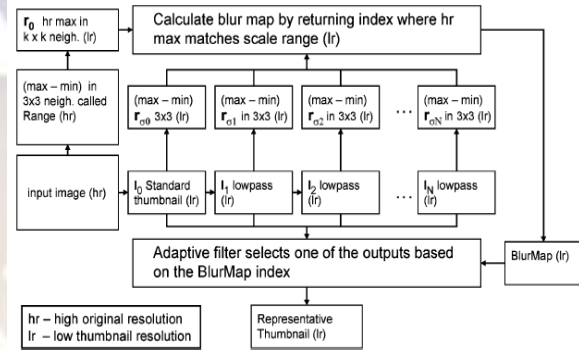 r₀ hr max in
k x k neigh. (lr)
Calculate blur map by returning index where hr
max matches scale range (lr)
(max – min) in
3x3 neigh. called
Range (hr)
(max – min)
rσ0 3x3 (lr)
(max – min)
rσ1 in 3x3 (lr)
(max – min)
rσ2 in 3x3 (lr)
...
(max – min)
rσN in 3x3 (lr)
input image (hr)
I₀ Standard
thumbnail (lr)
I₁ lowpass
(lr)
I₂ lowpass
(lr)
...
I_N lowpass
(lr)
Adaptive filter selects one of the outputs based
on the BlurMap index
BlurMap (lr)
hr – high original resolution
lr – low thumbnail resolution
Representative
Thumbnail (lr)